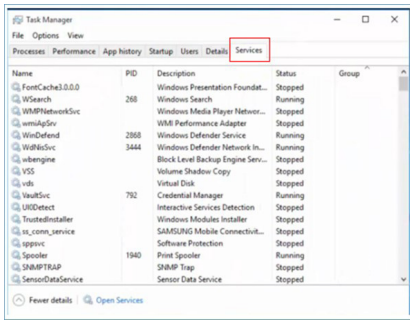 Task Manager
File Options View
Processes Performance App history Startup Users Details Services
Name PID Description Status Group
FontCache3.0.0.0 Windows Presentation Foundat... Stopped
WSearch 268 Windows Search Running
WMPNetworkSvc Windows Media Player Networ... Stopped
wmiApSrv WMI Performance Adapter Stopped
WinDefend 2868 Windows Defender Service Running
WdNisSvc 3444 Windows Defender Network In... Running
wbengine Block Level Backup Engine Serv... Stopped
VSS Volume Shadow Copy Stopped
vds Virtual Disk Stopped
VaultSvc 792 Credential Manager Running
UI0Detect Interactive Services Detection Stopped
TrustedInstaller Windows Modules Installer Stopped
ss_conn_service SAMSUNG Mobile Connectivit... Stopped
sppsvc Software Protection Stopped
Spooler 1940 Print Spooler Running
SNMPTRAP SNMP Trap Stopped
SensorDataService Sensor Data Service Stopped
Fewer details Open Services